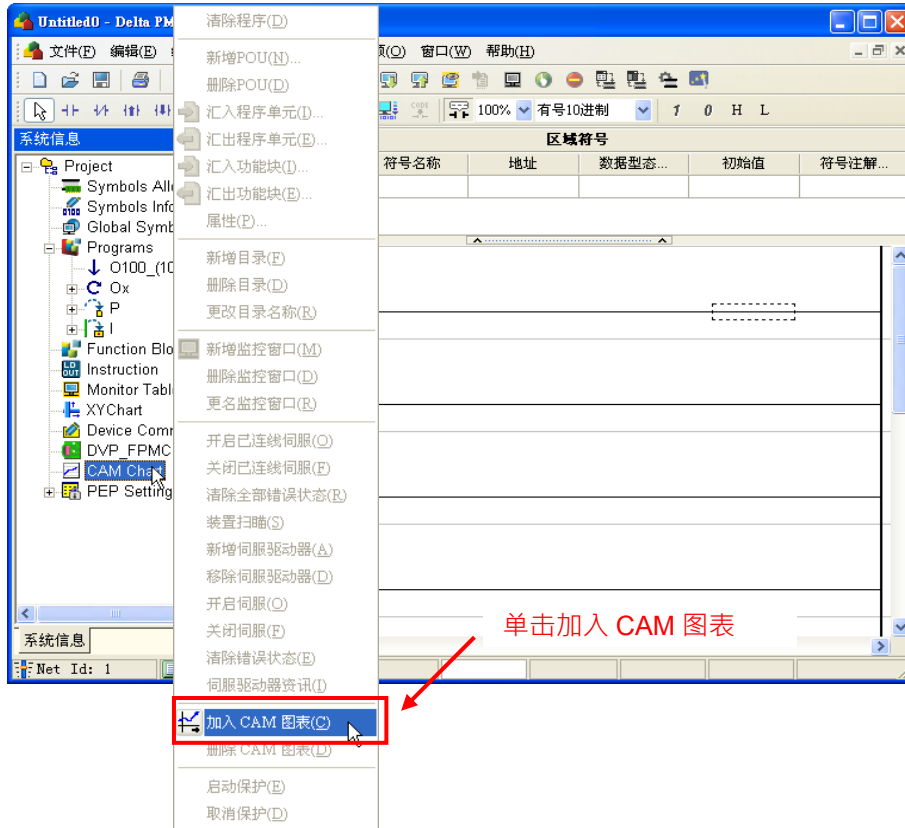 Untitled0 - Delta PM
文件(F) 编辑(E) 项(O) 窗口(W) 帮助(H)
100% 有号10进制 1 0 H L
系统信息
Project
Symbols All
Symbols Info
Global Symb
Programs
O100_(10
Ox
P
I
Function Blo
Instruction
Monitor Tabl
XYChart
Device Comm
DVP_FPMC
CAM Chart
PEP Setting
系统信息
Net Id: 1
清除程序(D)
新增POU(N)...
删除POU(D)
汇入程序单元(I)...
汇出程序单元(E)...
汇入功能块(I)...
汇出功能块(E)...
属性(P)...
新增目录(F)
删除目录(D)
更改目录名称(R)
新增监控窗口(M)
删除监控窗口(D)
更名监控窗口(R)
开启已连线伺服(O)
关闭已连线伺服(F)
清除全部错误状态(R)
装置扫瞄(S)
新增伺服驱动器(A)
移除伺服驱动器(D)
开启伺服(O)
关闭伺服(F)
清除错误状态(E)
伺服驱动器资讯(I)
加入 CAM 图表(C)
删除 CAM 图表(D)
启动保护(E)
取消保护(D)
区域符号
符号名称 地址 数据型态... 初始值 符号注解...
单击加入 CAM 图表